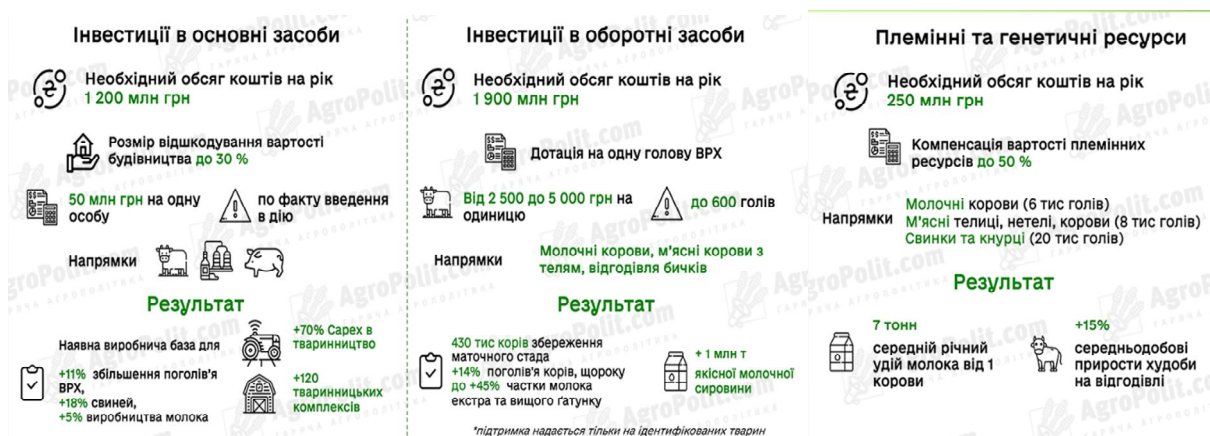 Інвестиції в основні засоби
Необхідний обсяг коштів на рік
1 200 млн грн
Розмір відшкодування вартості
будівництва до 30 %
50 млн грн на одну
особу
по факту введення
в дію
Напрямки
Результат
Наявна виробнича база для
+11% збільшення поголів'я
ВРХ,
+18% свиней,
+5% виробництва молока
+70% Capex в
тваринництво
+120
тваринницьких
комплексів
Інвестиції в оборотні засоби
Необхідний обсяг коштів на рік
1 900 млн грн
Дотація на одну голову ВРХ
Від 2 500 до 5 000 грн на
одиницю
до 600 голів
Напрямки
Молочні корови, м'ясні корови з
телям, відгодівля бичків
Результат
430 тис корів збереження
маточного стада
+14% поголів'я корів, щороку
до +45% частки молока
екстра та вищого ґатунку
+ 1 млн т
якісної молочної
сировини
*підтримка надається тільки на ідентифікованих тварин
Племінні та генетичні ресурси
Необхідний обсяг коштів на рік
250 млн грн
Компенсація вартості племінних
ресурсів до 50 %
Напрямки
Молочні корови (6 тис голів)
М'ясні телиці, нетелі, корови (8 тис голів)
Свинки та кнурці (20 тис голів)
Результат
7 тонн
середній річний
удій молока від 1
корови
+15%
середньодобові
прирости худоби
на відгодівлі
AgroPolit.com
ГАРЯЧА АГРОПОЛІТИКА